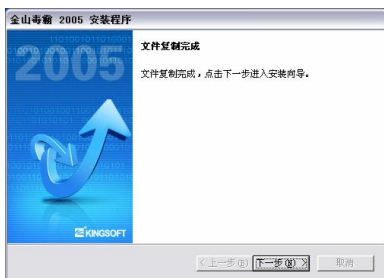 金山毒霸 2005 安装程序
2005
文件复制完成
文件复制完成，点击下一步进入安装向导。
KINGSOFT
<上一步(B) 下一步(N)> 取消